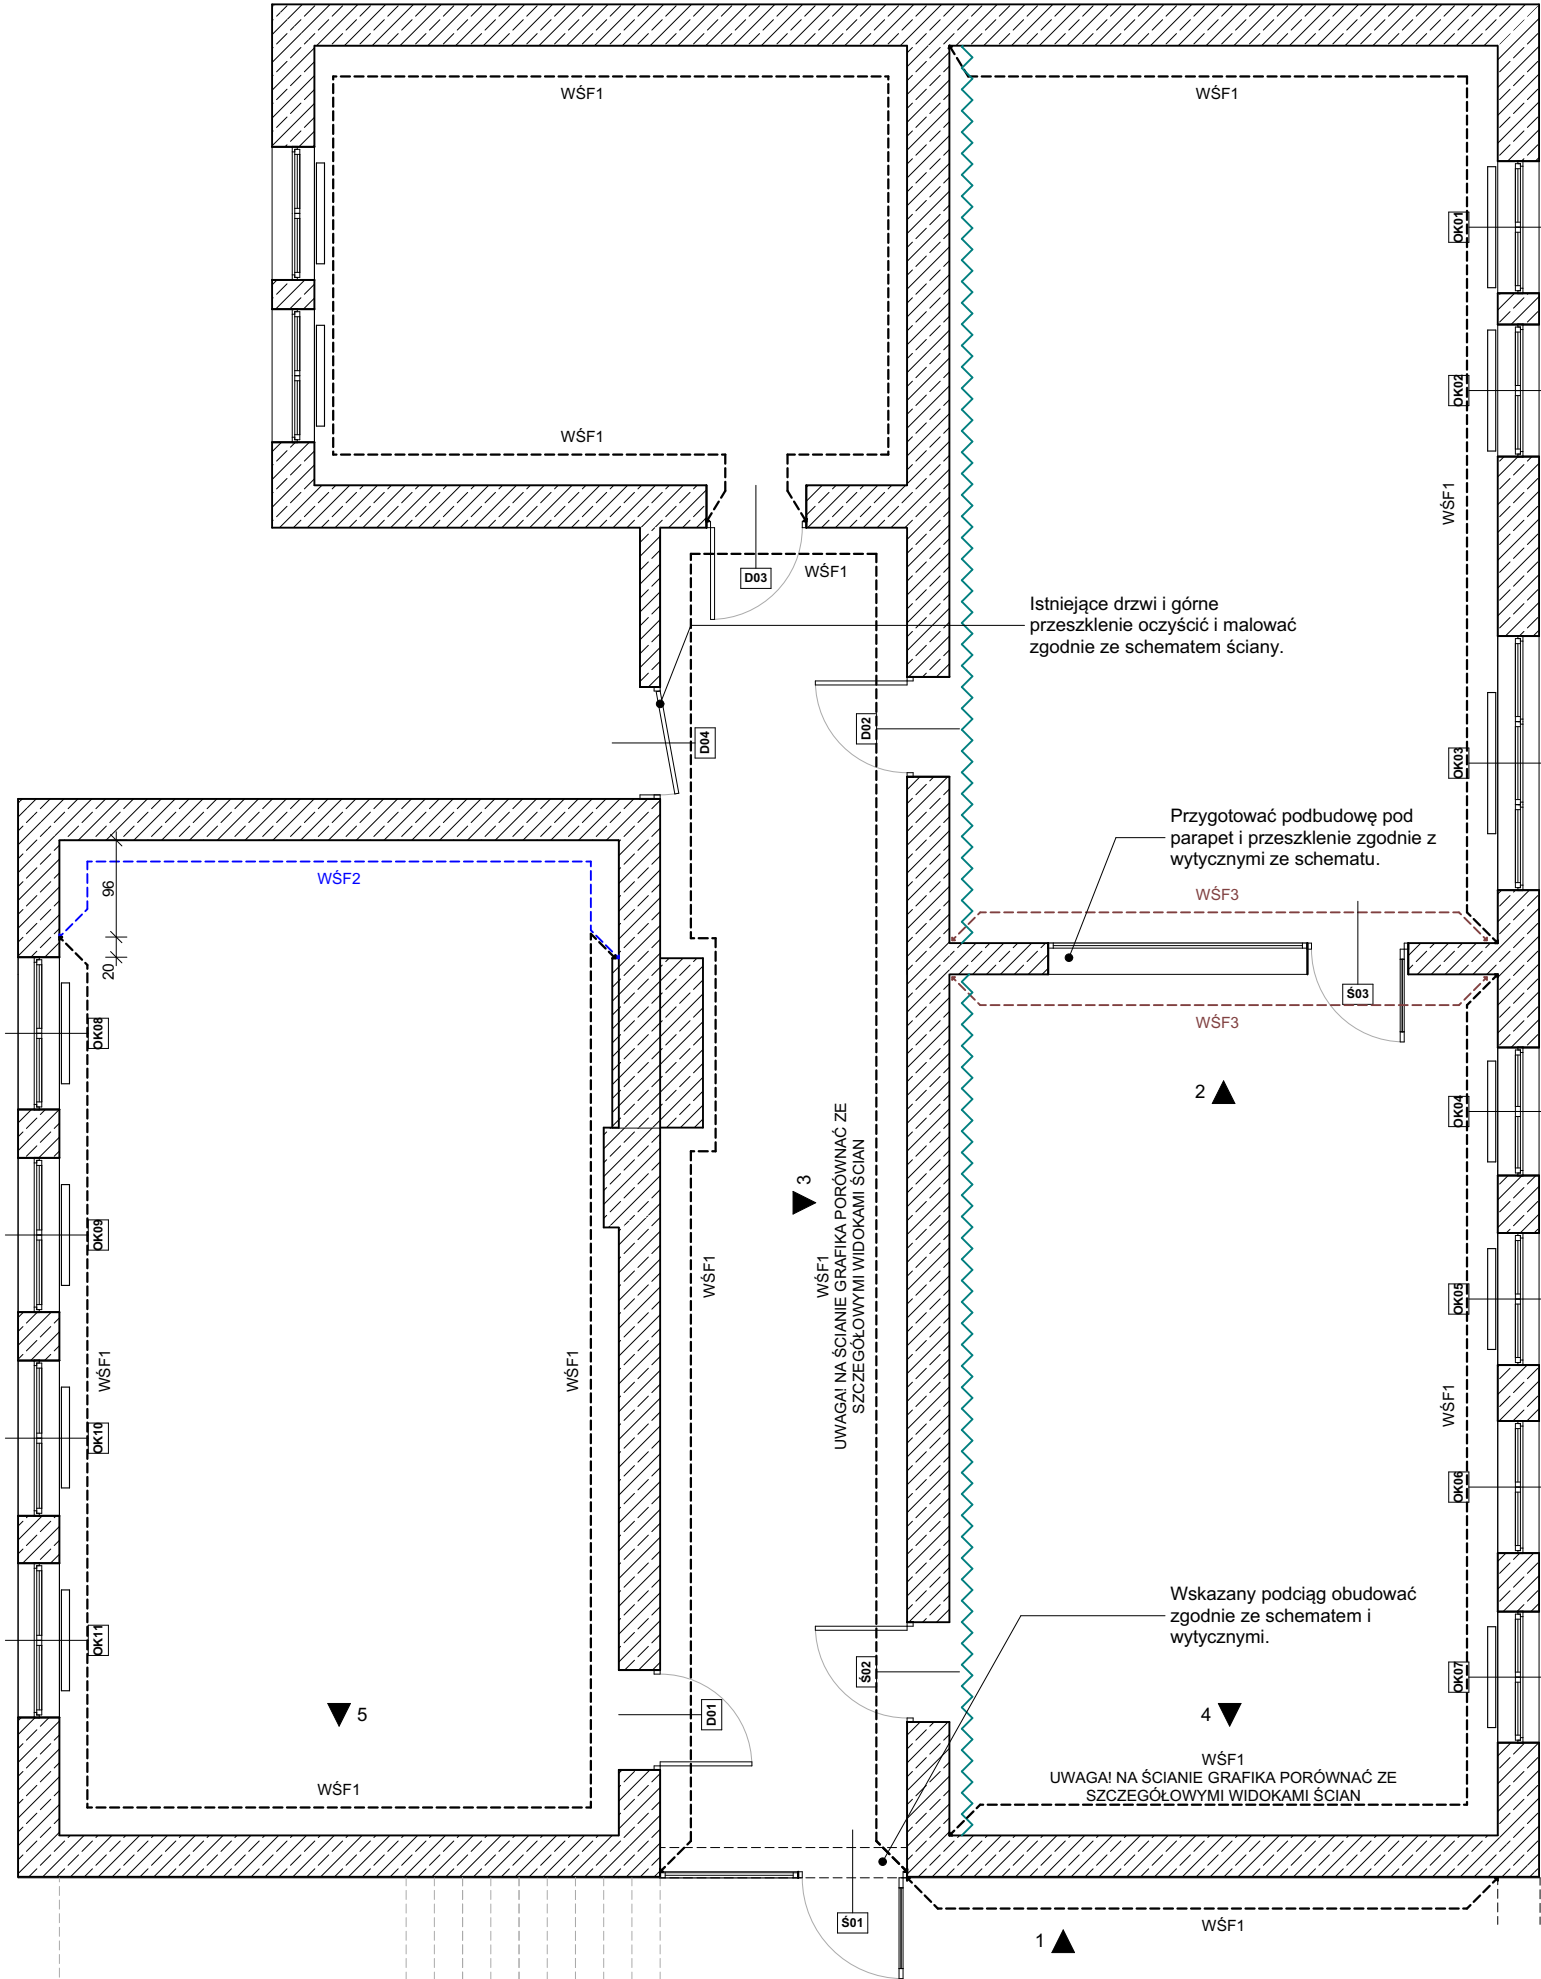 WŚF1
WŚF1
OK01
OK02
WŚF1
WŚF1
D03
WŚF1
Istniejące drzwi i górne
przeszklenie oczyścić i malować
zgodnie ze schematem ściany.
D04
D02
OK03
Przygotować podbudowę pod
parapet i przeszklenie zgodnie z
wytycznymi ze schematu.
WŚF2
96
20
WŚF3
Ś03
WŚF3
OK08
2
OK04
3
OK09
WŚF1
WŚF1
UWAGA! NA ŚCIANIE GRAFIKA PORÓWNAĆ ZE
SZCZEGÓŁOWYMI WIDOKAMI ŚCIAN
OK05
WŚF1
WŚF1
WŚF1
OK10
OK06
Wskazany podciąg obudować
zgodnie ze schematem i
wytycznymi.
OK11
Ś02
OK07
5
D01
4
WŚF1
UWAGA! NA ŚCIANIE GRAFIKA PORÓWNAĆ ZE
SZCZEGÓŁOWYMI WIDOKAMI ŚCIAN
WŚF1
Ś01
WŚF1
1